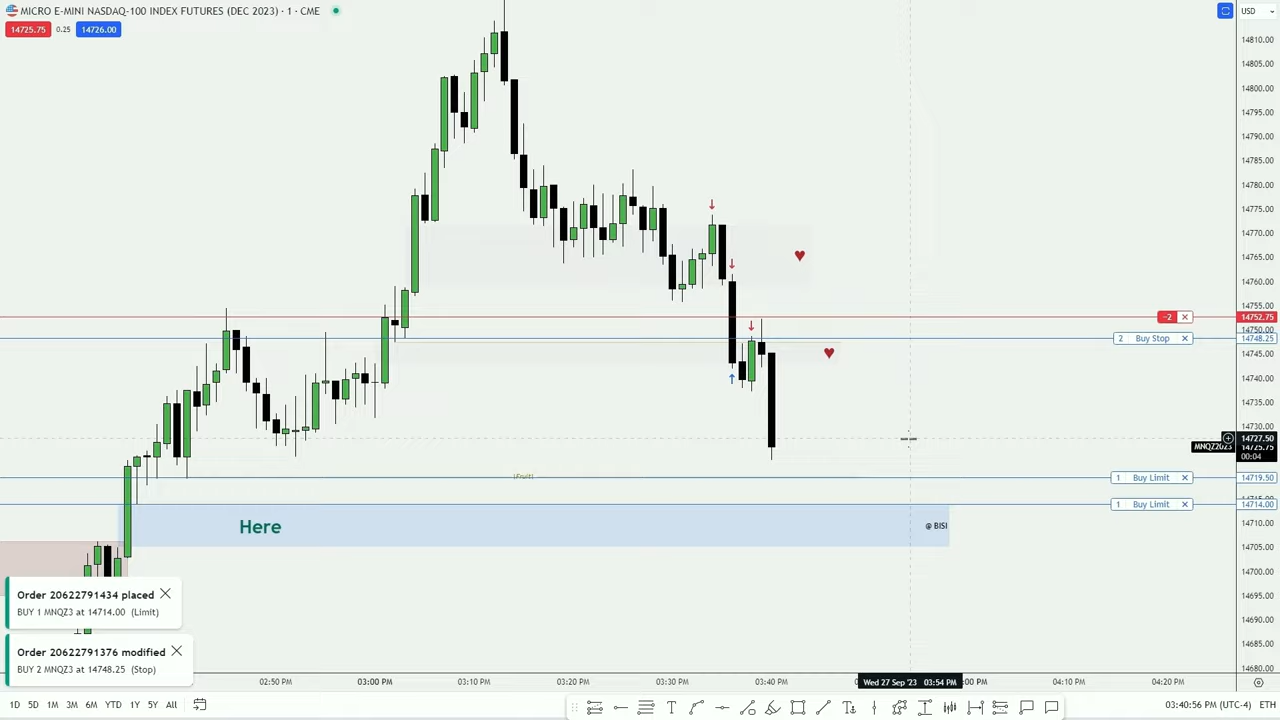 MICRO E-MINI NASDAQ-100 INDEX FUTURES (DEC 2023) · 1 · CME
USD
14725.75 0.25 14726.00
14810.00
14805.00
14800.00
14795.00
14790.00
14785.00
14780.00
14775.00
14770.00
14765.00
14760.00
14755.00
-2 14752.75
14750.00
2 Buy Stop 14748.25
14745.00
14740.00
14735.00
14730.00
14727.50
MNQZ2023 14725.75
00:04
(Fruit)
1 Buy Limit 14719.50
1 Buy Limit 14714.00
14710.00
Here
@ BISI
14705.00
14700.00
14695.00
14690.00
14685.00
14680.00
Order 20622791434 placed
BUY 1 MNQZ3 at 14714.00 (Limit)
Order 20622791376 modified
BUY 2 MNQZ3 at 14748.25 (Stop)
02:50 PM 03:00 PM 03:10 PM 03:20 PM 03:30 PM 03:40 PM Wed 27 Sep '23 03:54 PM :00 PM 04:10 PM 04:20 PM
1D 5D 1M 3M 6M YTD 1Y 5Y All 03:40:56 PM (UTC-4) ETH